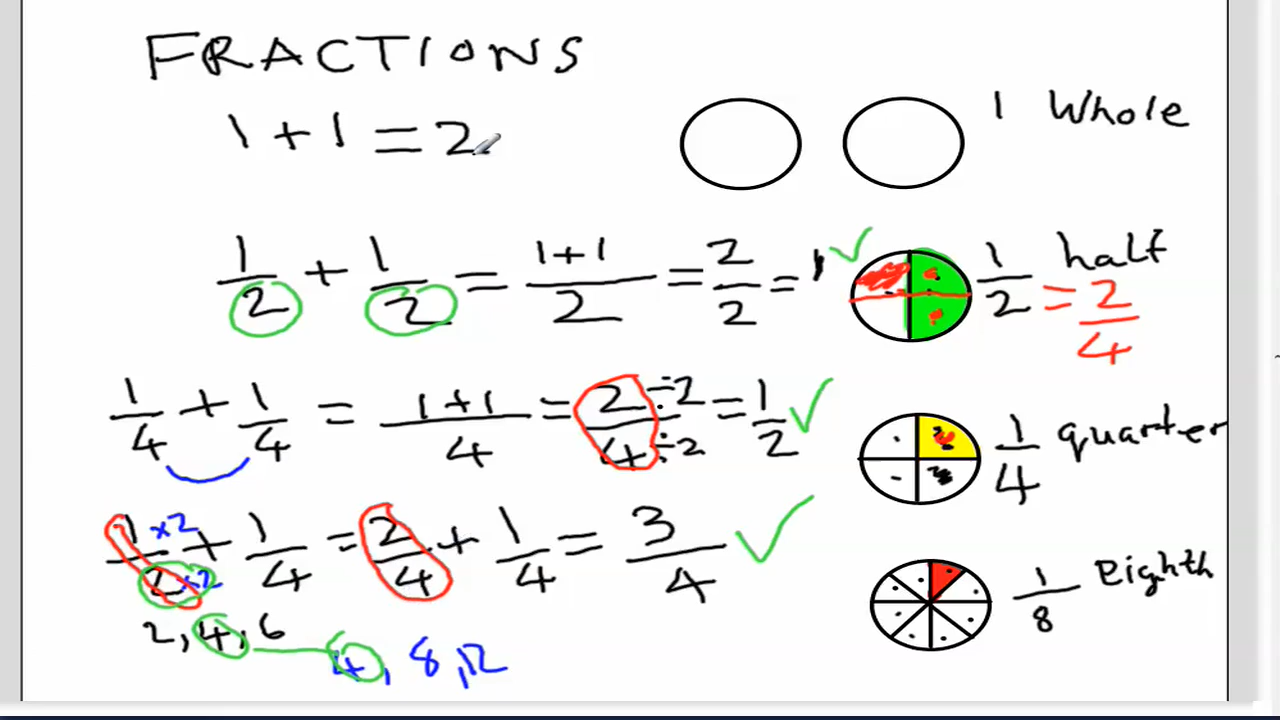 FRACTIONS
1 + 1 = 2
1 Whole
1/2 + 1/2 = 1+1/2 = 2/2 = 1
1/2 half = 2/4
1/4 + 1/4 = 1+1/4 = 2/4 ÷2/÷2 = 1/2
1/4 quarter
1/2 ×2/×2 + 1/4 = 2/4 + 1/4 = 3/4
1/8 Eighth
2, 4, 6
4, 8, 12